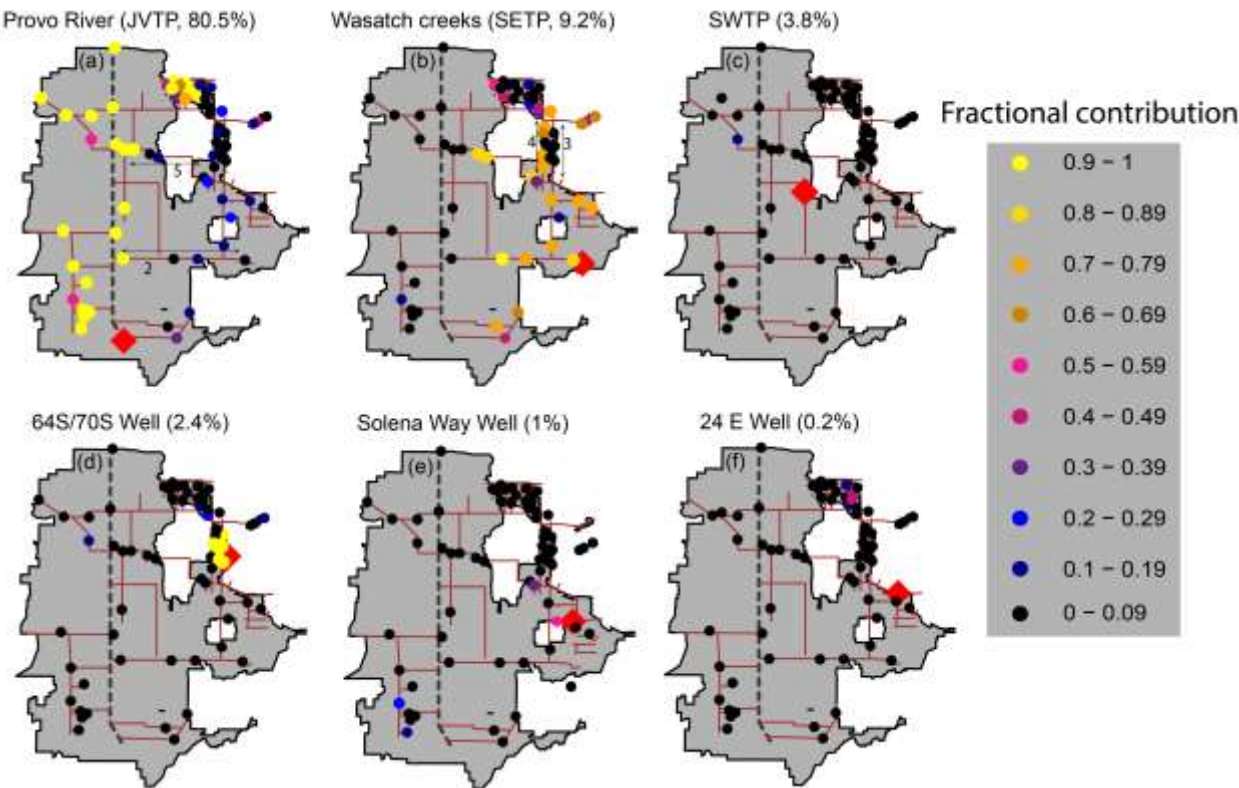 Provo River (JVTP, 80.5%)
Wasatch creeks (SETP, 9.2%)
SWTP (3.8%)
(a)
5
2
(b)
4
3
(c)
Fractional contribution
0.9 – 1
0.8 – 0.89
0.7 – 0.79
0.6 – 0.69
0.5 – 0.59
0.4 – 0.49
0.3 – 0.39
0.2 – 0.29
0.1 – 0.19
0 – 0.09
64S/70S Well (2.4%)
Solena Way Well (1%)
24 E Well (0.2%)
(d)
(e)
(f)